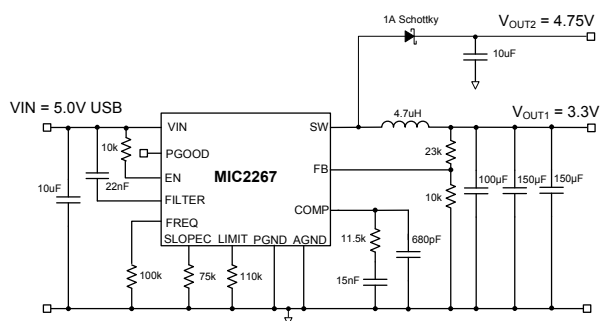 1A Schottky
VOUT2 = 4.75V
10uF
VIN = 5.0V USB
4.7uH
VOUT1 = 3.3V
VIN
SW
10k
PGOOD
MIC2267
23k
EN
FB
10uF
22nF
FILTER
10k
100µF
150µF
150µF
COMP
FREQ
SLOPEC
LIMIT
PGND
AGND
11.5k
680pF
100k
75k
110k
15nF